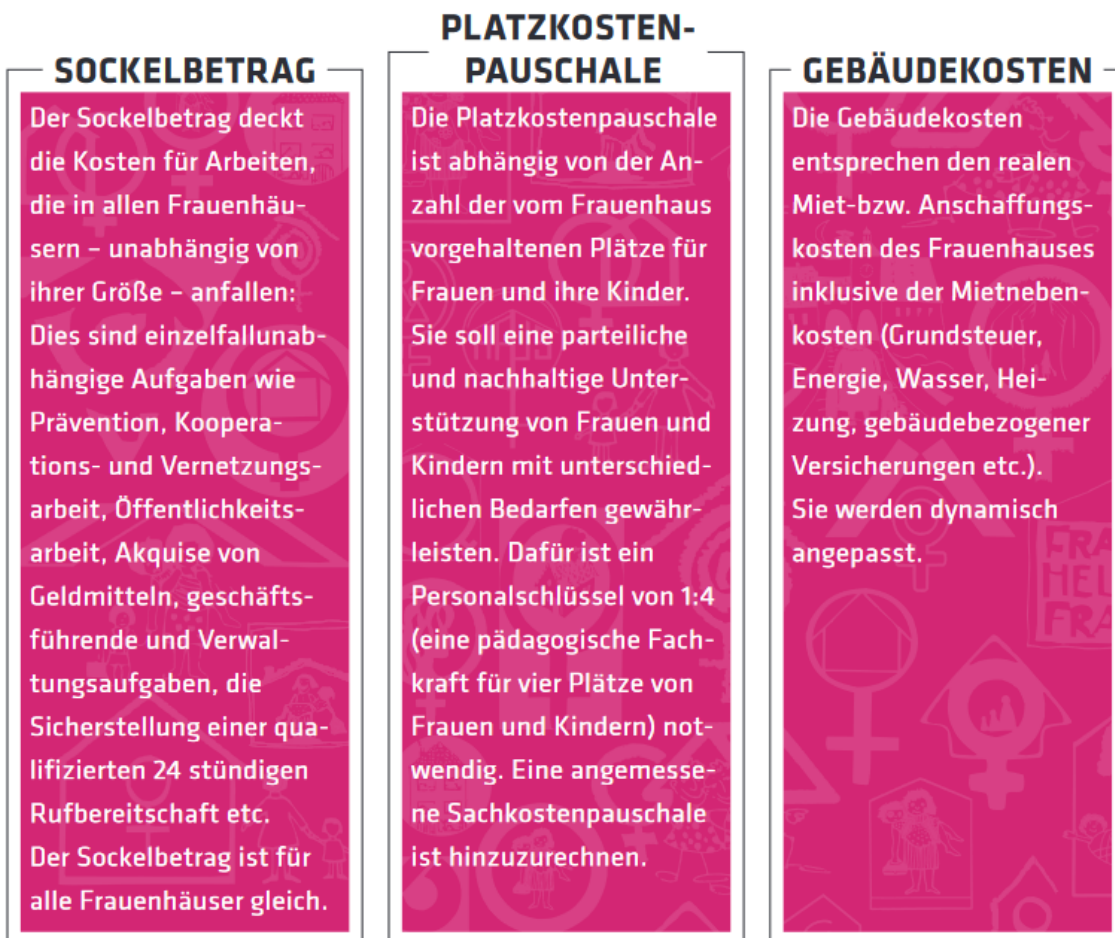 SOCKELBETRAG
Der Sockelbetrag deckt
die Kosten für Arbeiten,
die in allen Frauenhäu-
sern – unabhängig von
ihrer Größe – anfallen:
Dies sind einzelfallunab-
hängige Aufgaben wie
Prävention, Koopera-
tions- und Vernetzungs-
arbeit, Öffentlichkeits-
arbeit, Akquise von
Geldmitteln, geschäfts-
führende und Verwal-
tungsaufgaben, die
Sicherstellung einer qua-
lifizierten 24 stündigen
Rufbereitschaft etc.
Der Sockelbetrag ist für
alle Frauenhäuser gleich.
PLATZKOSTEN-
PAUSCHALE
Die Platzkostenpauschale
ist abhängig von der An-
zahl der vom Frauenhaus
vorgehaltenen Plätze für
Frauen und ihre Kinder.
Sie soll eine parteiliche
und nachhaltige Unter-
stützung von Frauen und
Kindern mit unterschied-
lichen Bedarfen gewähr-
leisten. Dafür ist ein
Personalschlüssel von 1:4
(eine pädagogische Fach-
kraft für vier Plätze von
Frauen und Kindern) not-
wendig. Eine angemesse-
ne Sachkostenpauschale
ist hinzuzurechnen.
GEBÄUDEKOSTEN
Die Gebäudekosten
entsprechen den realen
Miet-bzw. Anschaffungs-
kosten des Frauenhauses
inklusive der Mietneben-
kosten (Grundsteuer,
Energie, Wasser, Hei-
zung, gebäudebezogener
Versicherungen etc.).
Sie werden dynamisch
angepasst.
FRA
HEL
FRA